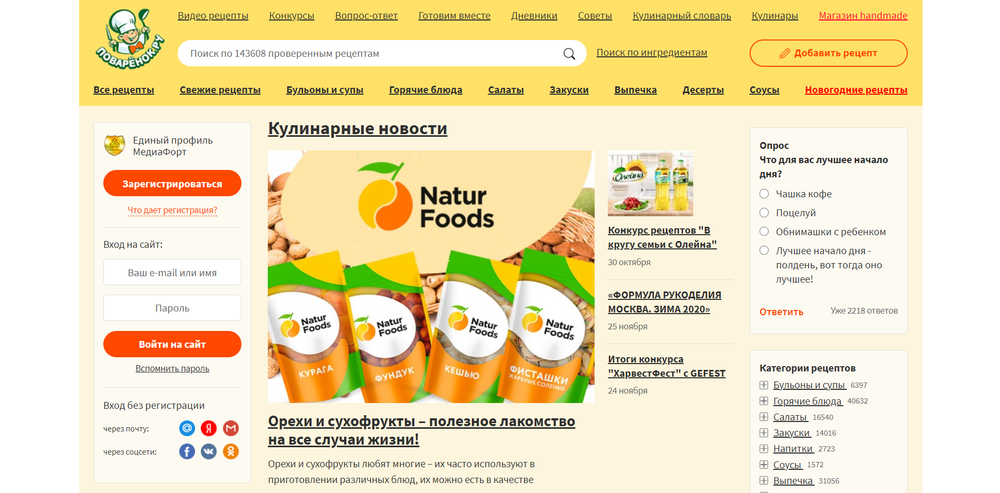 Видео рецепты Конкурсы Вопрос-ответ Готовим вместе Дневники Советы Кулинарный словарь Кулинары Магазин handmade
ПОВАРЁНОК.РУ
Поиск по 143608 проверенным рецептам
Поиск по ингредиентам
Добавить рецепт
Все рецепты Свежие рецепты Бульоны и супы Горячие блюда Салаты Закуски Выпечка Десерты Соусы Новогодние рецепты
Единый профиль
МедиаФорт
Зарегистрироваться
Что дает регистрация?
Вход на сайт:
Ваш e-mail или имя
Пароль
Войти на сайт
Вспомнить пароль
Вход без регистрации
через почту:
через соцсети:
Кулинарные новости
Natur
Foods
Natur
Foods
Natur
Foods
Natur
Foods
Natur
Foods
КУРАГА
ФУНДУК
КЕШЬЮ
ФИСТАШКИ
ЖАРЕНЫЕ СОЛЕНЫЕ
Орехи и сухофрукты – полезное лакомство
на все случаи жизни!
Орехи и сухофрукты любят многие – их часто используют в
приготовлении различных блюд, их можно есть в качестве
Олейна
Конкурс рецептов "В
кругу семьи с Олейна"
30 октября
«ФОРМУЛА РУКОДЕЛИЯ
МОСКВА. ЗИМА 2020»
25 ноября
Итоги конкурса
"ХарвестФест" с GEFEST
24 ноября
Опрос
Что для вас лучшее начало
дня?
Чашка кофе
Поцелуй
Обнимашки с ребенком
Лучшее начало дня -
полдень, вот тогда оно
лучшее!
Ответить Уже 2218 ответов
Категории рецептов
Бульоны и супы 6397
Горячие блюда 40632
Салаты 16540
Закуски 14016
Напитки 2723
Соусы 1572
Выпечка 31056